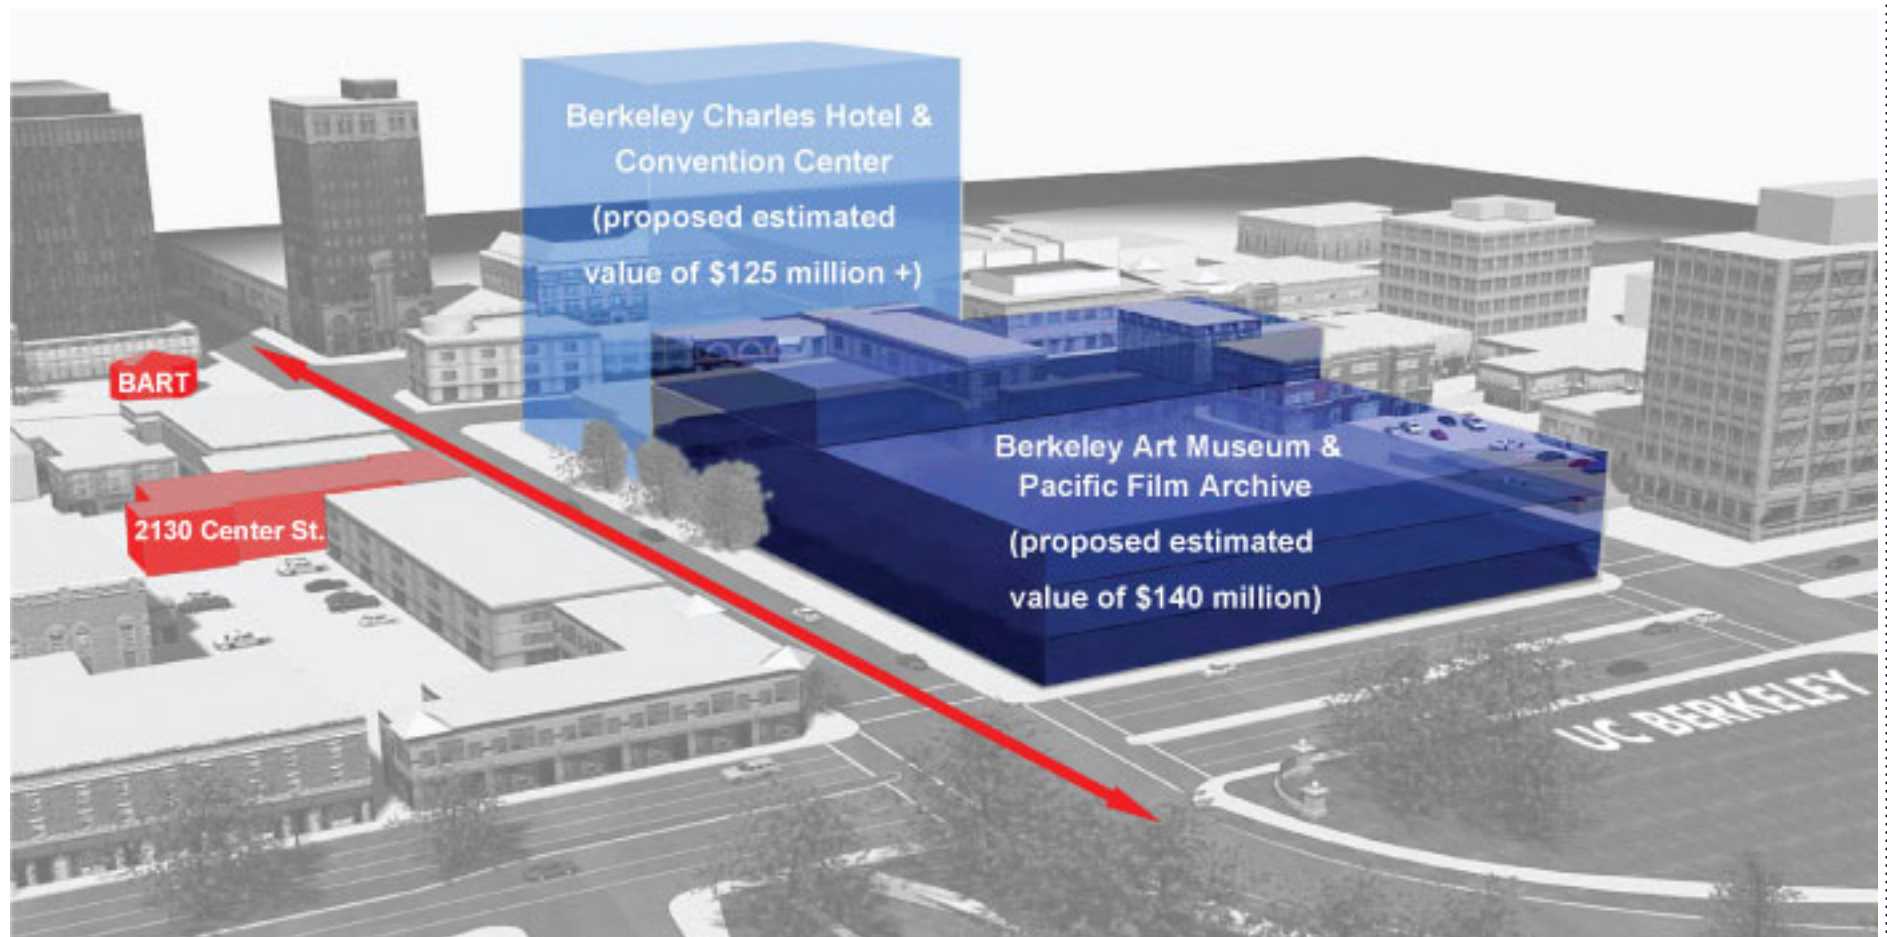 Berkeley Charles Hotel &
Convention Center
(proposed estimated
value of $125 million +)
BART
Berkeley Art Museum &
Pacific Film Archive
(proposed estimated
value of $140 million)
2130 Center St.
UC BERKELEY